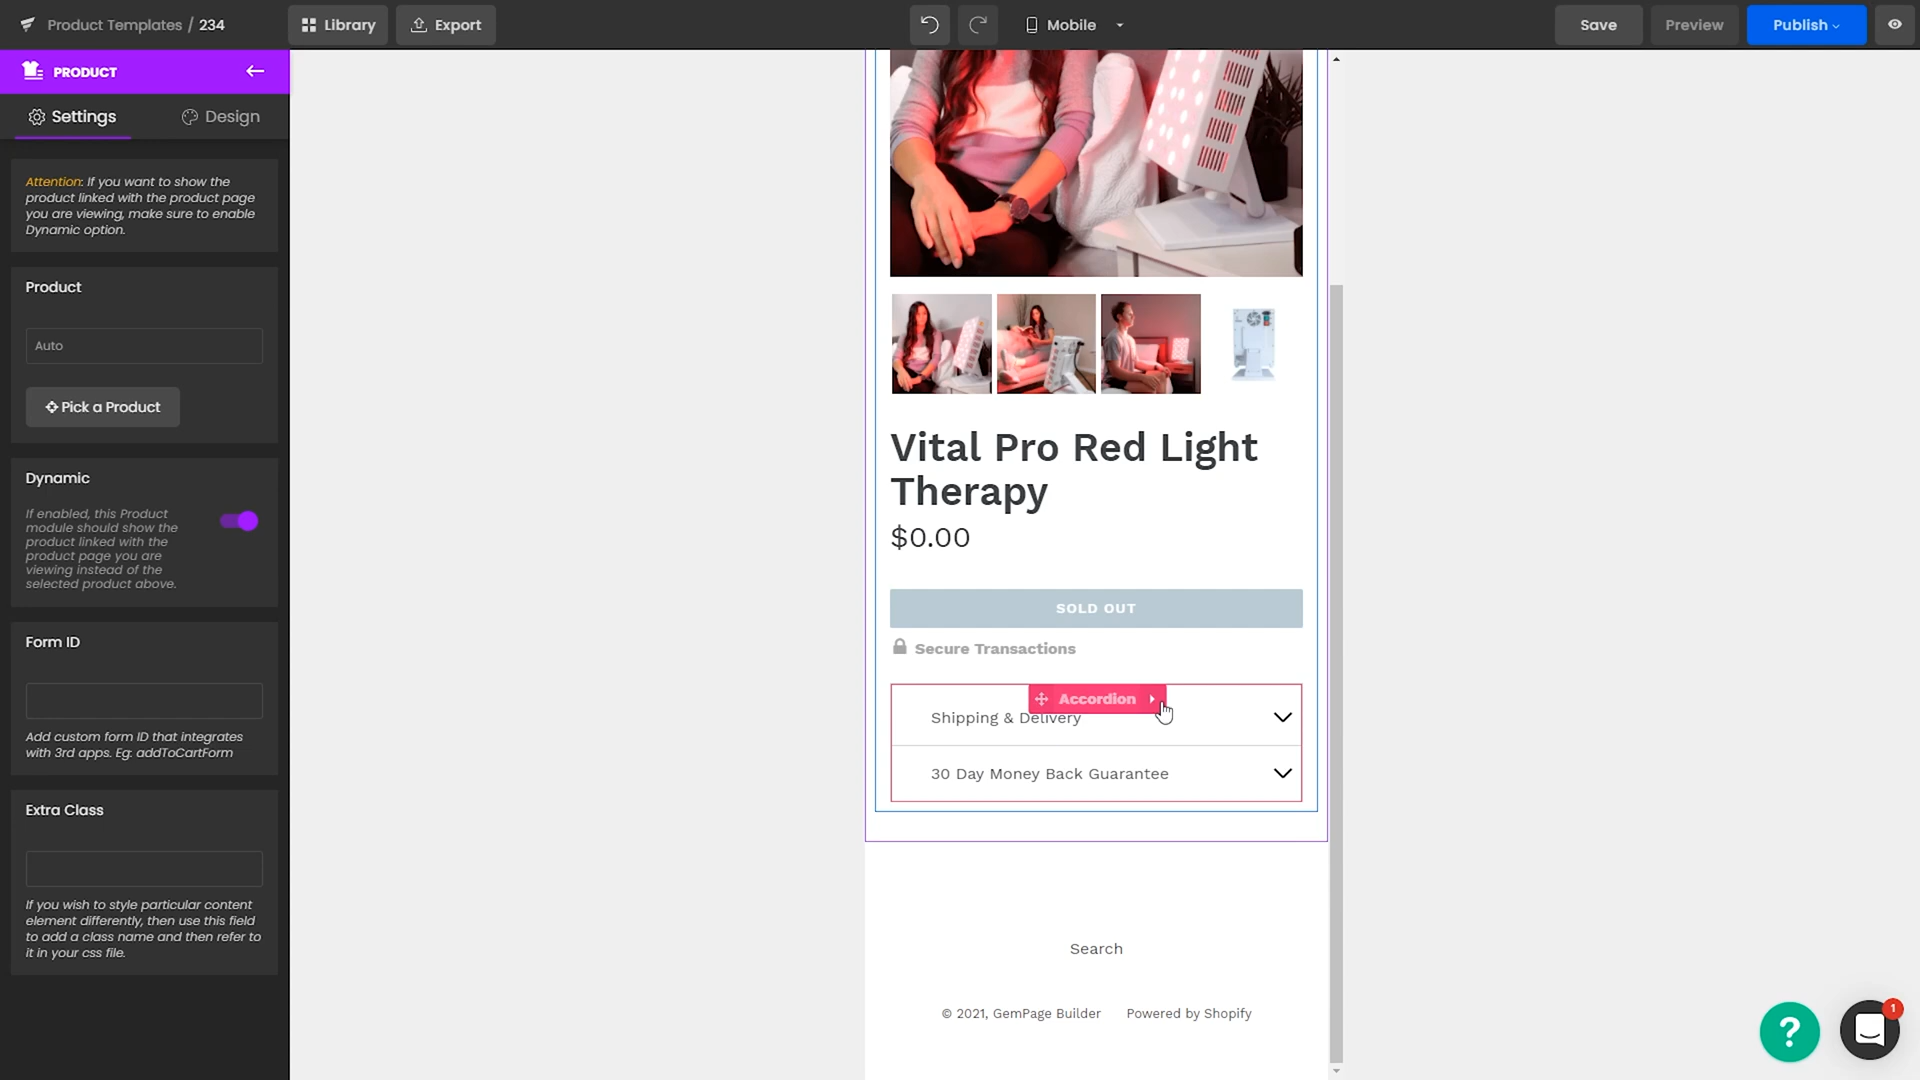 Product Templates / 234
Library
Export
Mobile
Save
Preview
Publish
PRODUCT
Settings
Design
Attention: If you want to show the
product linked with the product page
you are viewing, make sure to enable
Dynamic option.
Product
Auto
Pick a Product
Dynamic
If enabled, this Product
module should show the
product linked with the
product page you are
viewing instead of the
selected product above.
Form ID
Add custom form ID that integrates
with 3rd apps. Eg: addToCartForm
Extra Class
If you wish to style particular content
element differently, then use this field
to add a class name and then refer to
it in your css file.
Vital Pro Red Light
Therapy
$0.00
SOLD OUT
Secure Transactions
Accordion
Shipping & Delivery
30 Day Money Back Guarantee
Search
© 2021, GemPage Builder Powered by Shopify
?
1